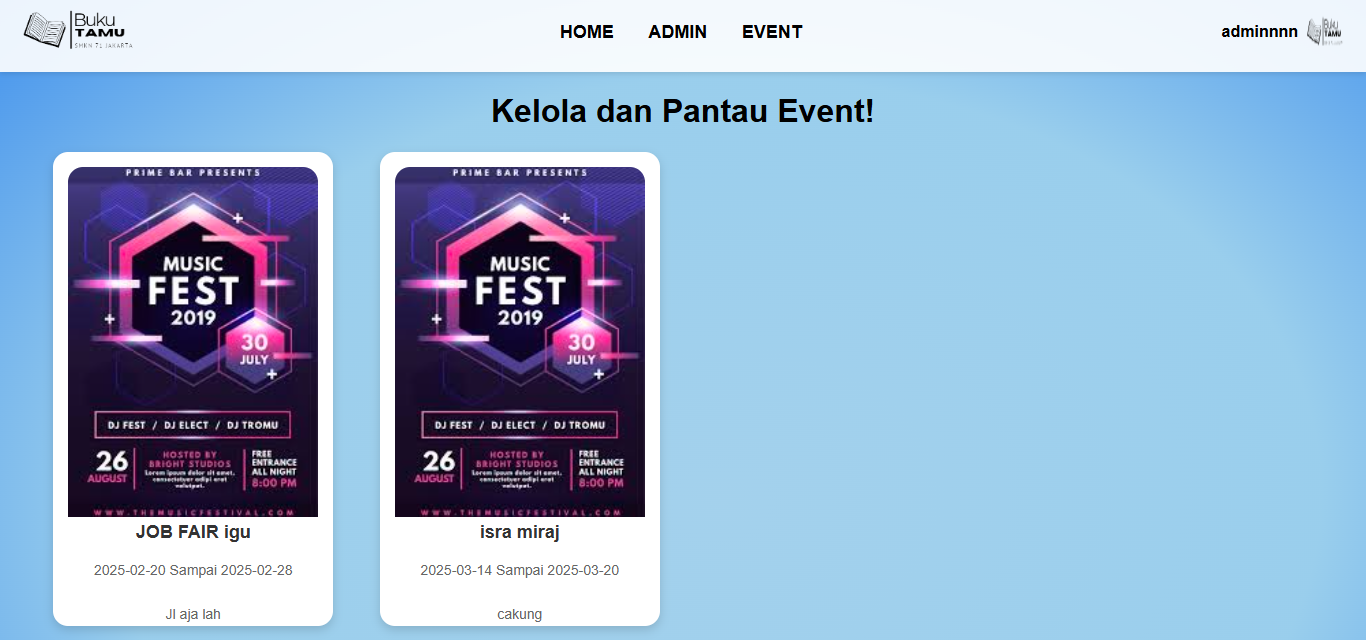 Buku
TAMU
SMKN 71 JAKARTA
HOME ADMIN EVENT
adminnnn
Kelola dan Pantau Event!
PRIME BAR PRESENTS
MUSIC
FEST
2019
30
JULY
DJ FEST / DJ ELECT / DJ TROMU
26
AUGUST
HOSTED BY
BRIGHT STUDIOS
Lorem ipsum dolor sit amet,
consectetuer adipi erat
volutpat.
FREE
ENTRANCE
ALL NIGHT
8:00 PM
WWW.THEMUSICFESTIVAL.COM
JOB FAIR igu
2025-02-20 Sampai 2025-02-28
Jl aja lah
PRIME BAR PRESENTS
MUSIC
FEST
2019
30
JULY
DJ FEST / DJ ELECT / DJ TROMU
26
AUGUST
HOSTED BY
BRIGHT STUDIOS
Lorem ipsum dolor sit amet,
consectetuer adipi erat
volutpat.
FREE
ENTRANCE
ALL NIGHT
8:00 PM
WWW.THEMUSICFESTIVAL.COM
isra miraj
2025-03-14 Sampai 2025-03-20
cakung